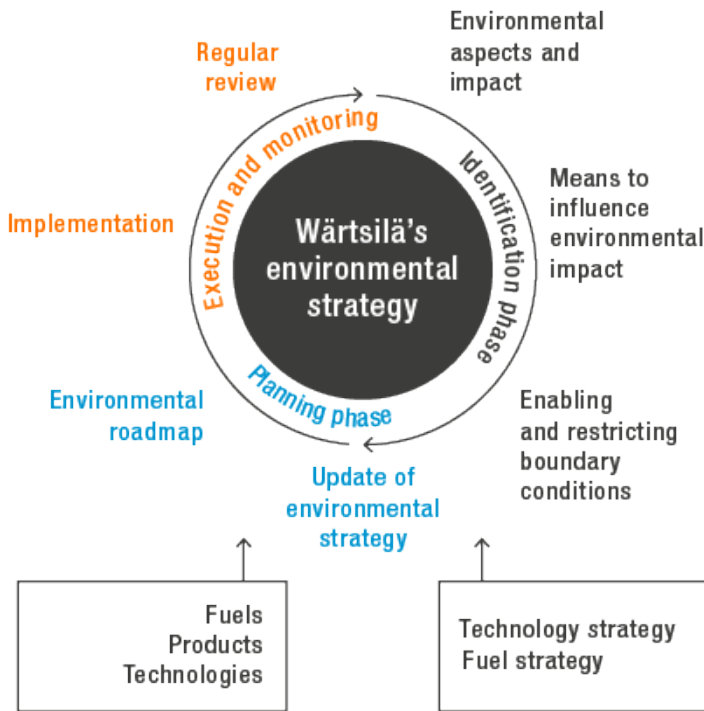 Regular
review
Environmental
aspects and
impact
Execution and monitoring
Identification phase
Means to
influence
environmental
impact
Implementation
Wärtsilä's
environmental
strategy
Planning phase
Environmental
roadmap
Enabling
and restricting
boundary
conditions
Update of
environmental
strategy
Fuels
Products
Technologies
Technology strategy
Fuel strategy